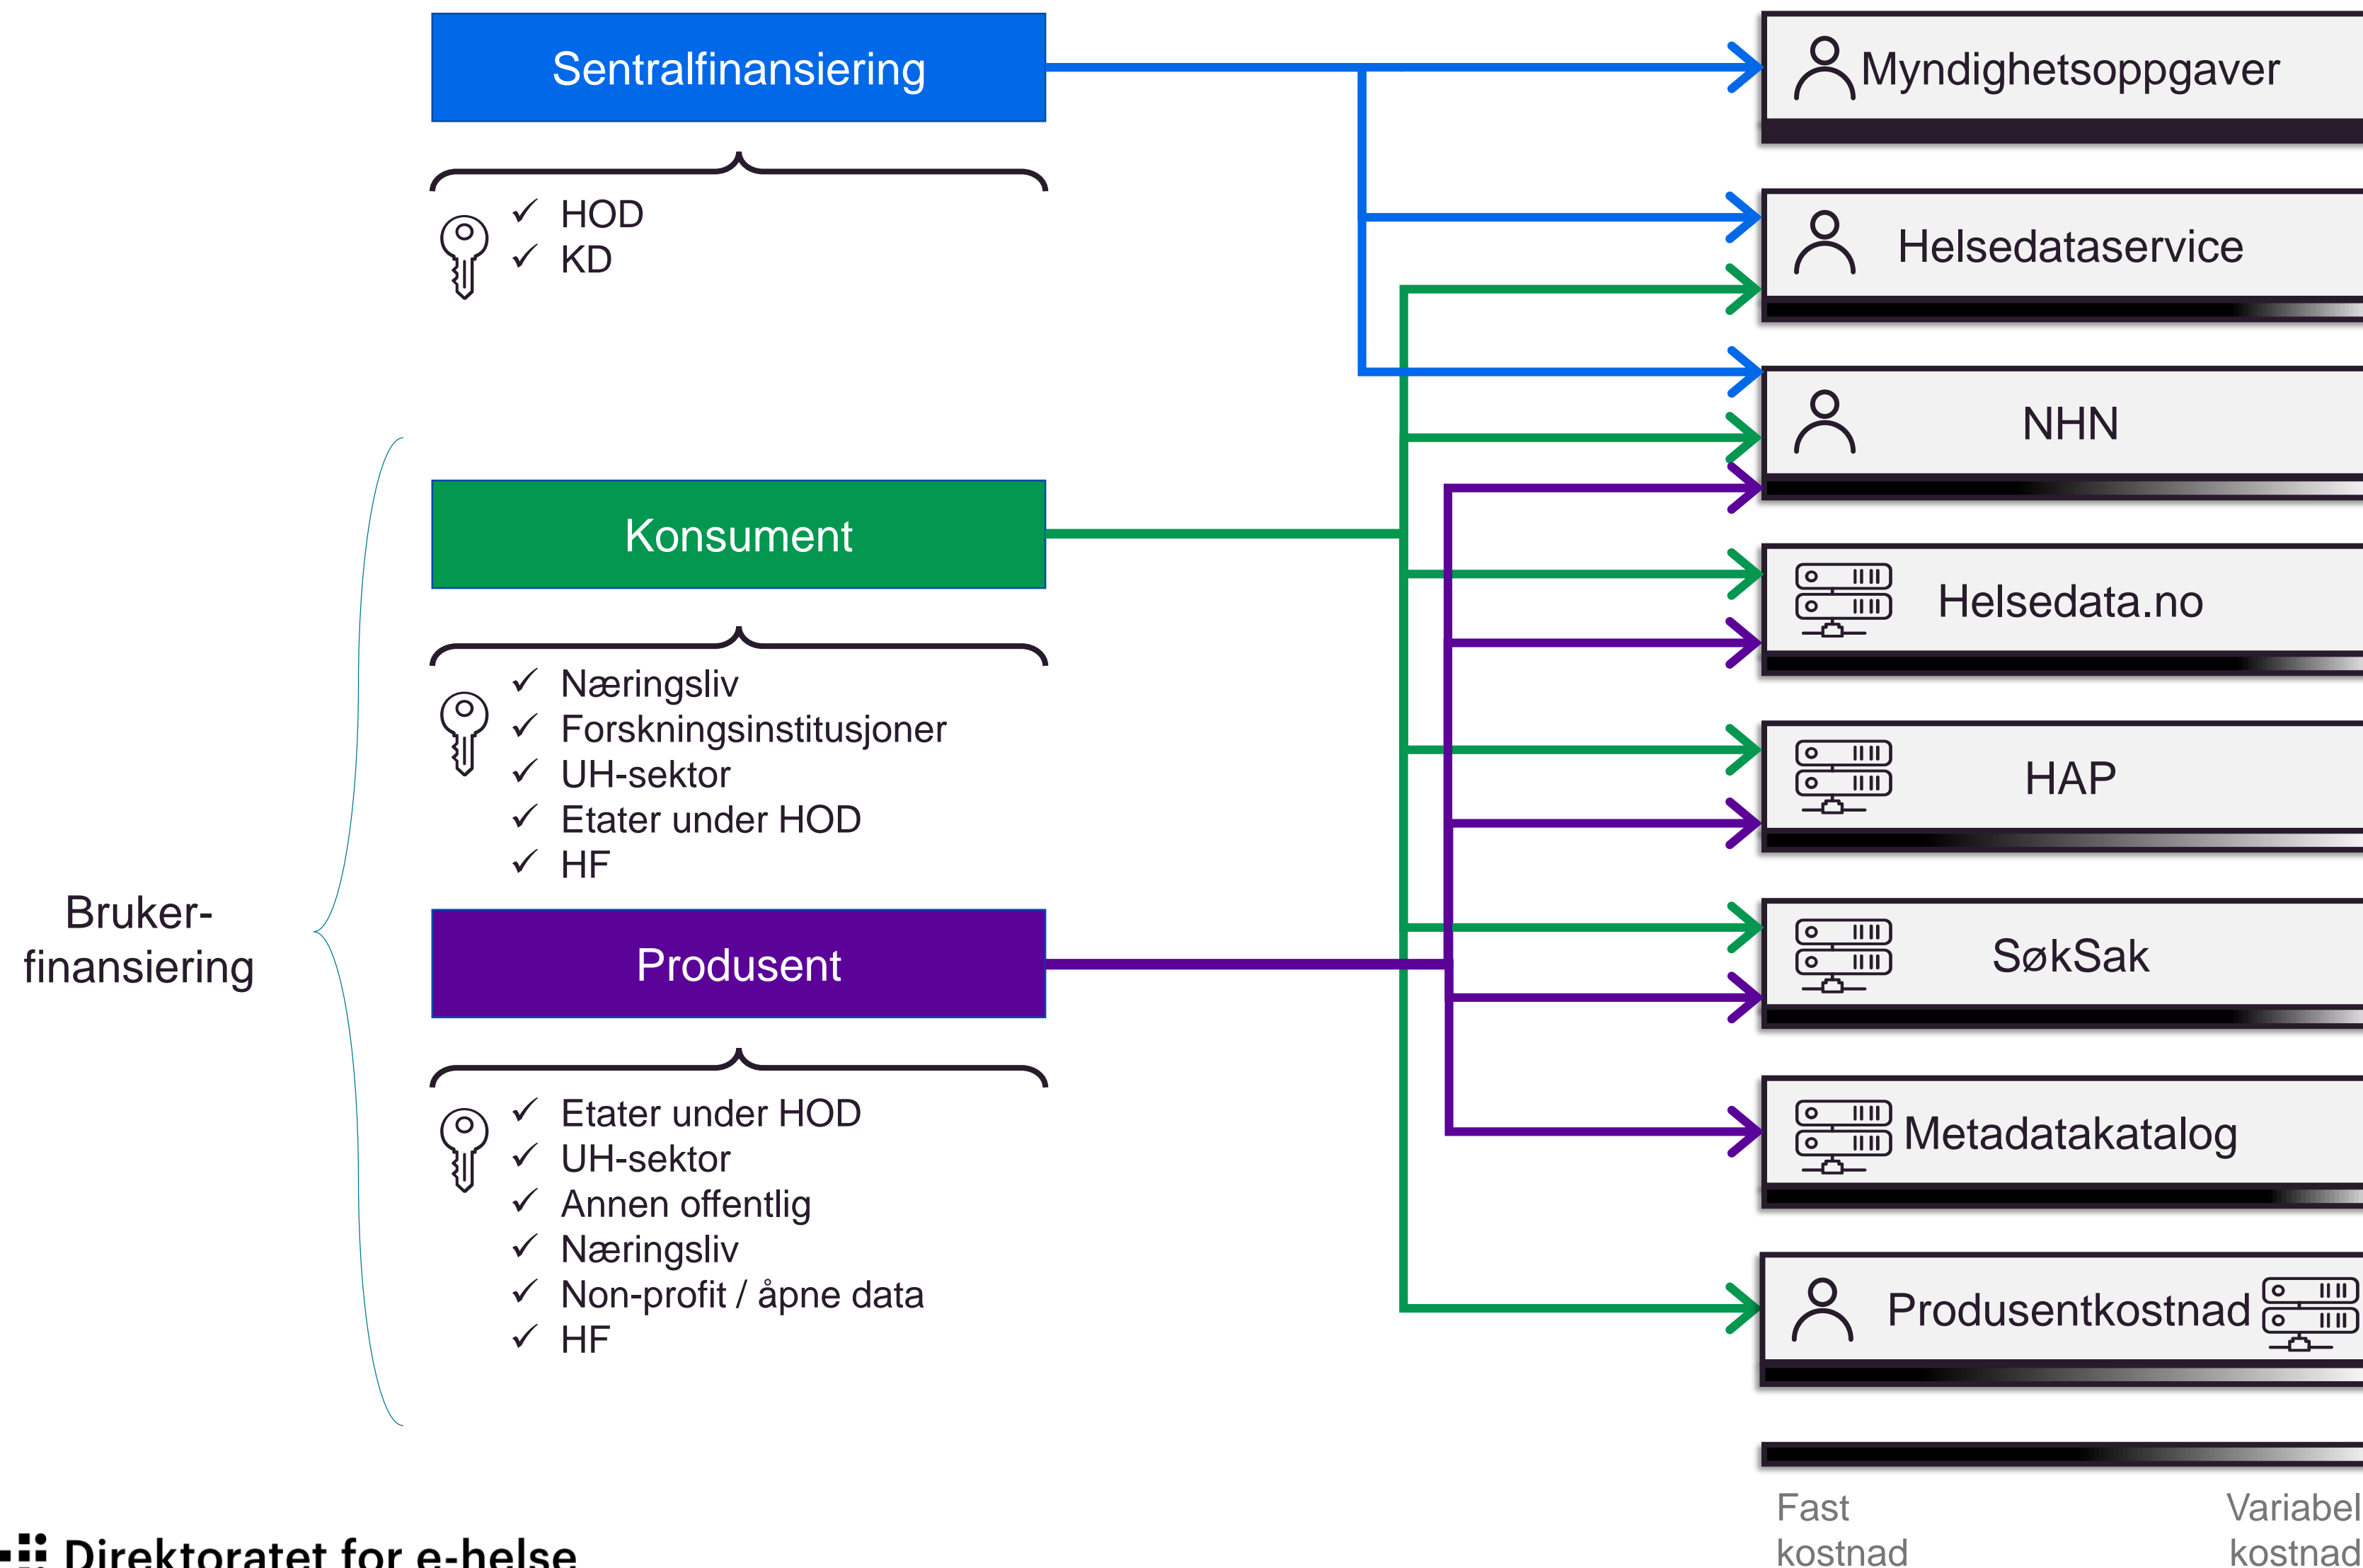 Sentralfinansiering
HOD
KD
Bruker-
finansiering
Konsument
Næringsliv
Forskningsinstitusjoner
UH-sektor
Etater under HOD
HF
Produsent
Etater under HOD
UH-sektor
Annen offentlig
Næringsliv
Non-profit / åpne data
HF
Myndighetsoppgaver
Helsedataservice
NHN
Helsedata.no
HAP
SøkSak
Metadatakatalog
Produsentkostnad
Fast
kostnad
Variabel
kostnad
Direktoratet for e-helse